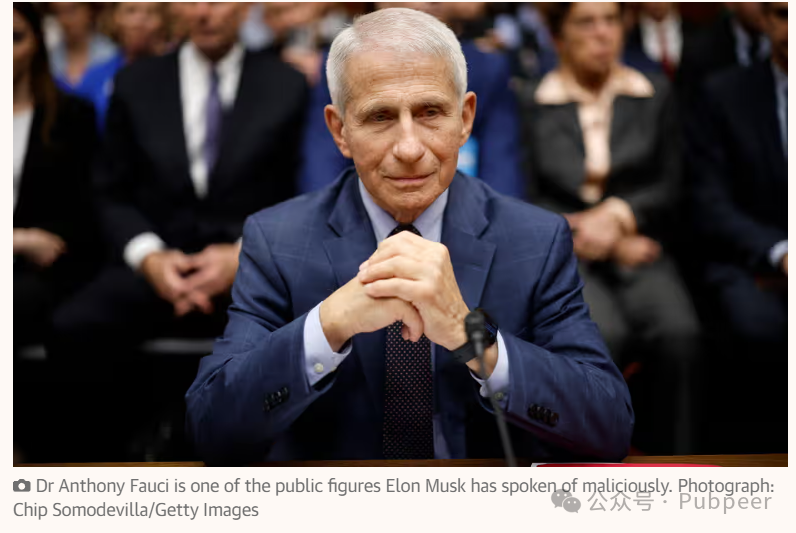 Dr Anthony Fauci is one of the public figures Elon Musk has spoken of maliciously. Photograph:
Chip Somodevilla/Getty Images
公众号 · Pubpeer